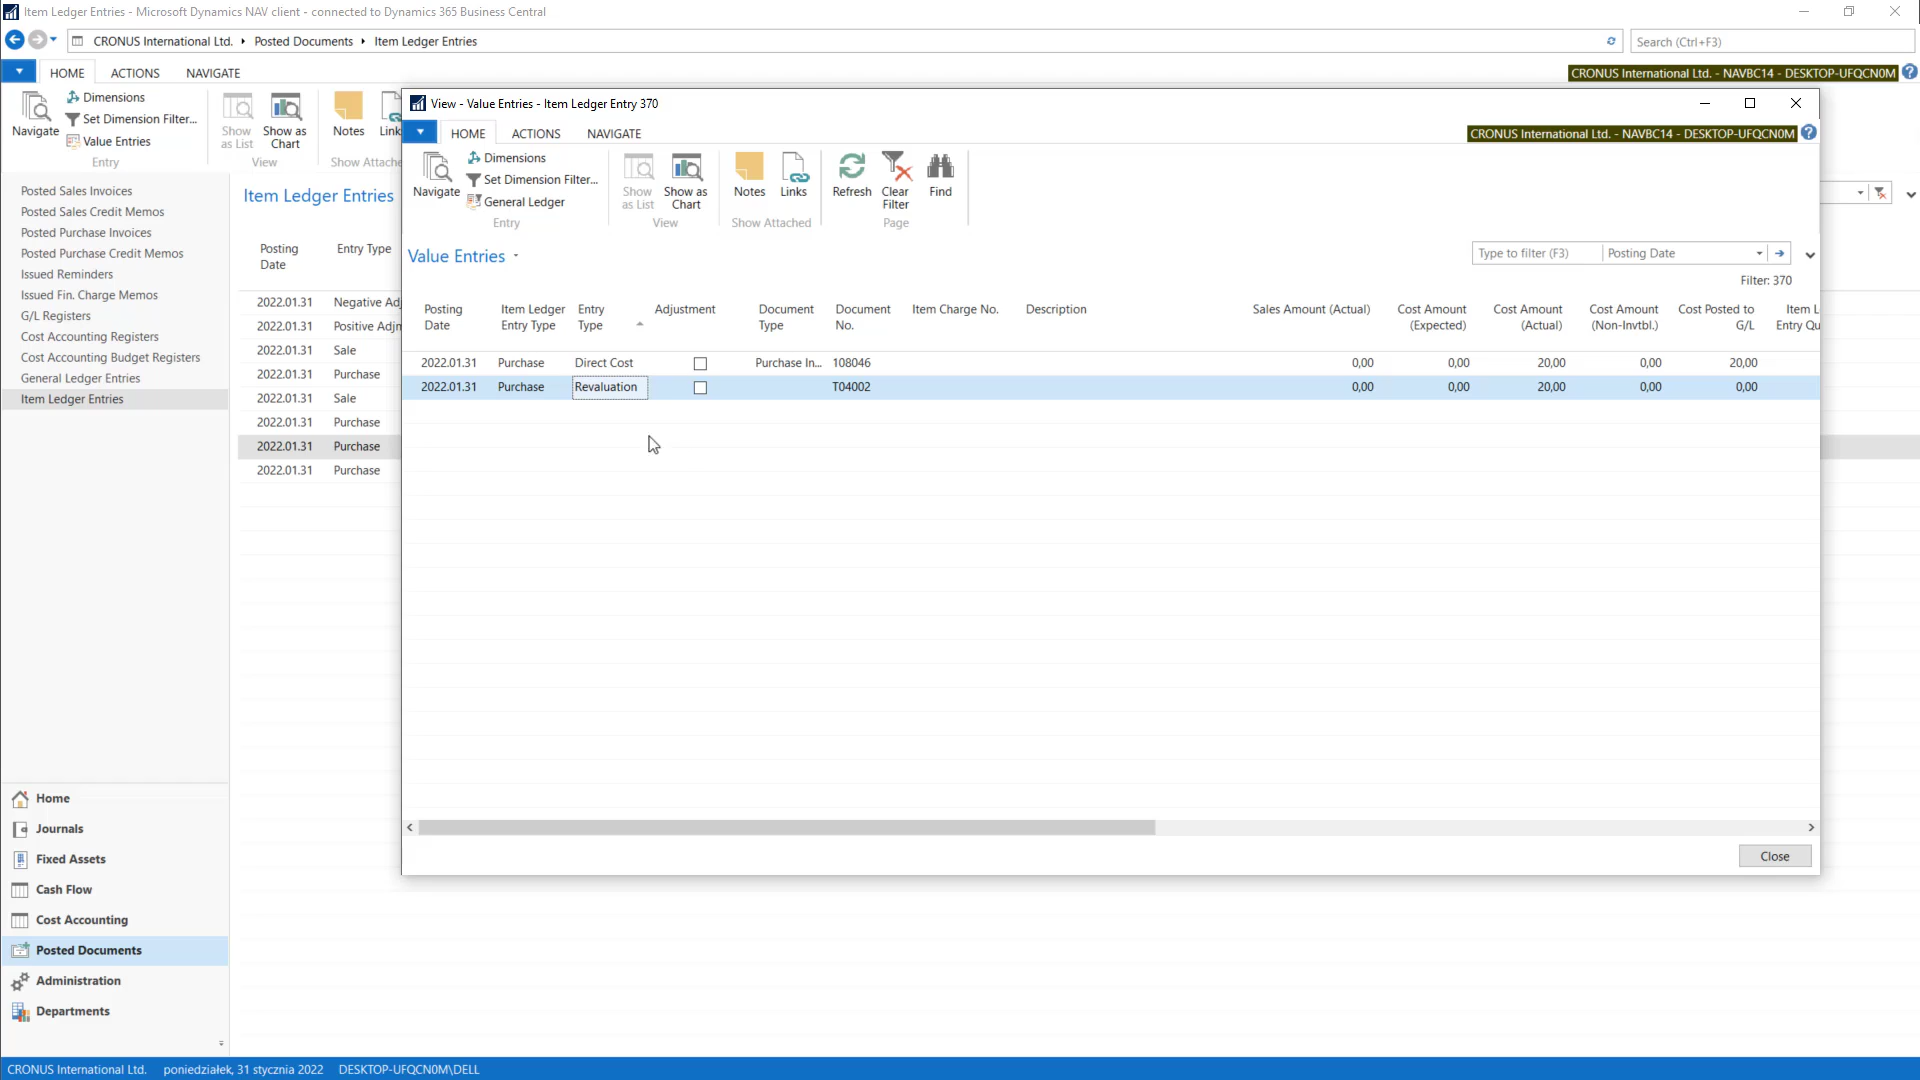 Item Ledger Entries - Microsoft Dynamics NAV client - connected to Dynamics 365 Business Central
CRONUS International Ltd. Posted Documents Item Ledger Entries
Search (Ctrl+F3)
HOME ACTIONS NAVIGATE
CRONUS International Ltd. - NAVBC14 - DESKTOP-UFQCN0M
Navigate
Dimensions
Set Dimension Filter...
Value Entries
Entry
Show as List
Show as Chart
View
Notes
Show Attache
Posted Sales Invoices
Posted Sales Credit Memos
Posted Purchase Invoices
Posted Purchase Credit Memos
Issued Reminders
Issued Fin. Charge Memos
G/L Registers
Cost Accounting Registers
Cost Accounting Budget Registers
General Ledger Entries
Item Ledger Entries
Item Ledger Entries
Posting Date Entry Type
2022.01.31 Negative Adj
2022.01.31 Positive Adjn
2022.01.31 Sale
2022.01.31 Purchase
2022.01.31 Sale
2022.01.31 Purchase
2022.01.31 Purchase
2022.01.31 Purchase
View - Value Entries - Item Ledger Entry 370
HOME ACTIONS NAVIGATE
CRONUS International Ltd. - NAVBC14 - DESKTOP-UFQCN0M
Navigate
Dimensions
Set Dimension Filter...
General Ledger
Entry
Show as List
Show as Chart
View
Notes
Links
Show Attached
Refresh
Clear Filter
Find
Page
Value Entries
Type to filter (F3) Posting Date
Filter: 370
Posting Date Item Ledger Entry Type Entry Type Adjustment Document Type Document No. Item Charge No. Description Sales Amount (Actual) Cost Amount (Expected) Cost Amount (Actual) Cost Amount (Non-Invtbl.) Cost Posted to G/L Item L Entry Qu
2022.01.31 Purchase Direct Cost Purchase In... 108046 0,00 0,00 20,00 0,00 20,00
2022.01.31 Purchase Revaluation T04002 0,00 0,00 20,00 0,00 0,00
Close
Home
Journals
Fixed Assets
Cash Flow
Cost Accounting
Posted Documents
Administration
Departments
CRONUS International Ltd. poniedziałek, 31 stycznia 2022 DESKTOP-UFQCN0M\DELL